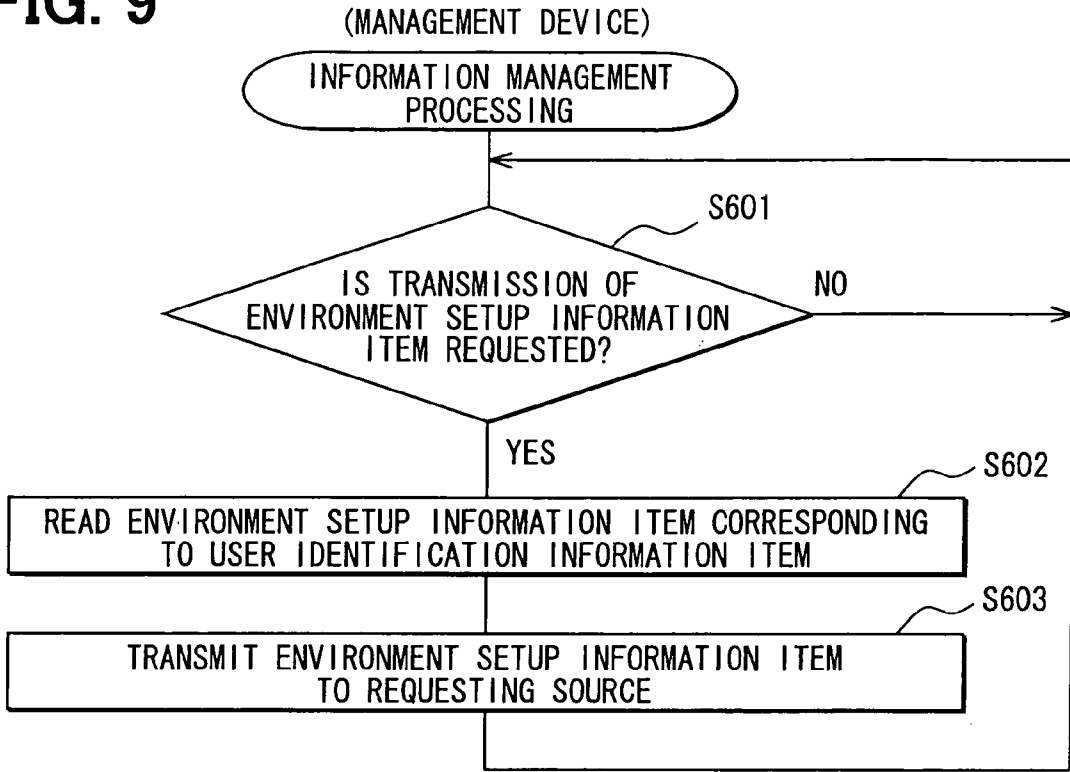 FIG. 9
(MANAGEMENT DEVICE)
INFORMATION MANAGEMENT
PROCESSING
S601
IS TRANSMISSION OF
ENVIRONMENT SETUP INFORMATION
ITEM REQUESTED?
NO
YES
S602
READ ENVIRONMENT SETUP INFORMATION ITEM CORRESPONDING
TO USER IDENTIFICATION INFORMATION ITEM
S603
TRANSMIT ENVIRONMENT SETUP INFORMATION ITEM
TO REQUESTING SOURCE